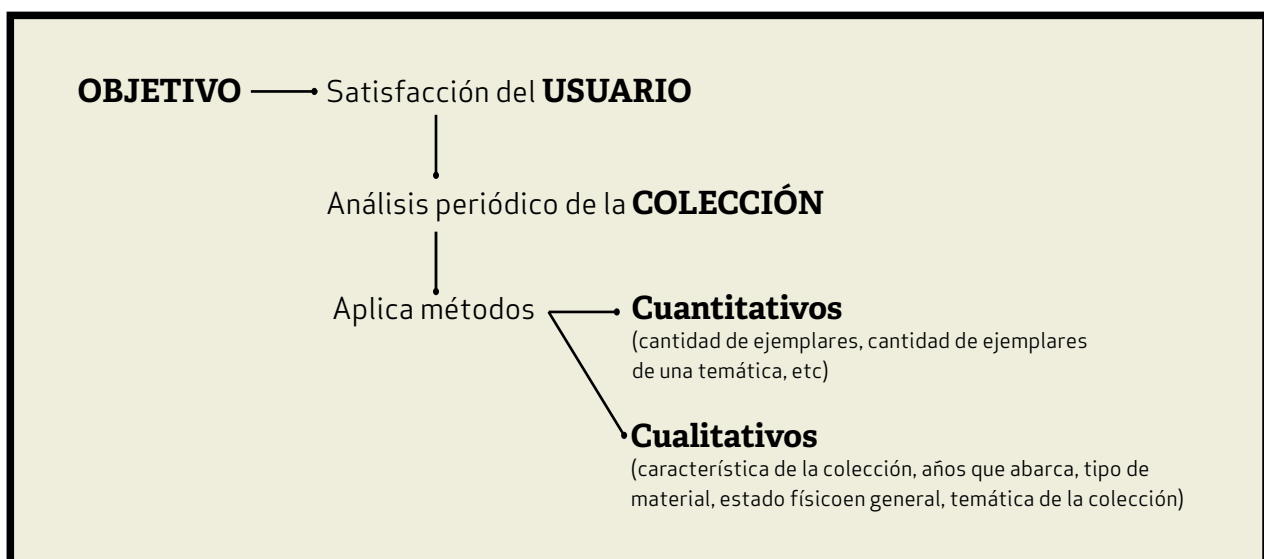 OBJETIVO Satisfacción del USUARIO
Análisis periódico de la COLECCIÓN
Aplica métodos
Cuantitativos
(cantidad de ejemplares, cantidad de ejemplares
de una temática, etc)
Cualitativos
(característica de la colección, años que abarca, tipo de
material, estado físicoen general, temática de la colección)